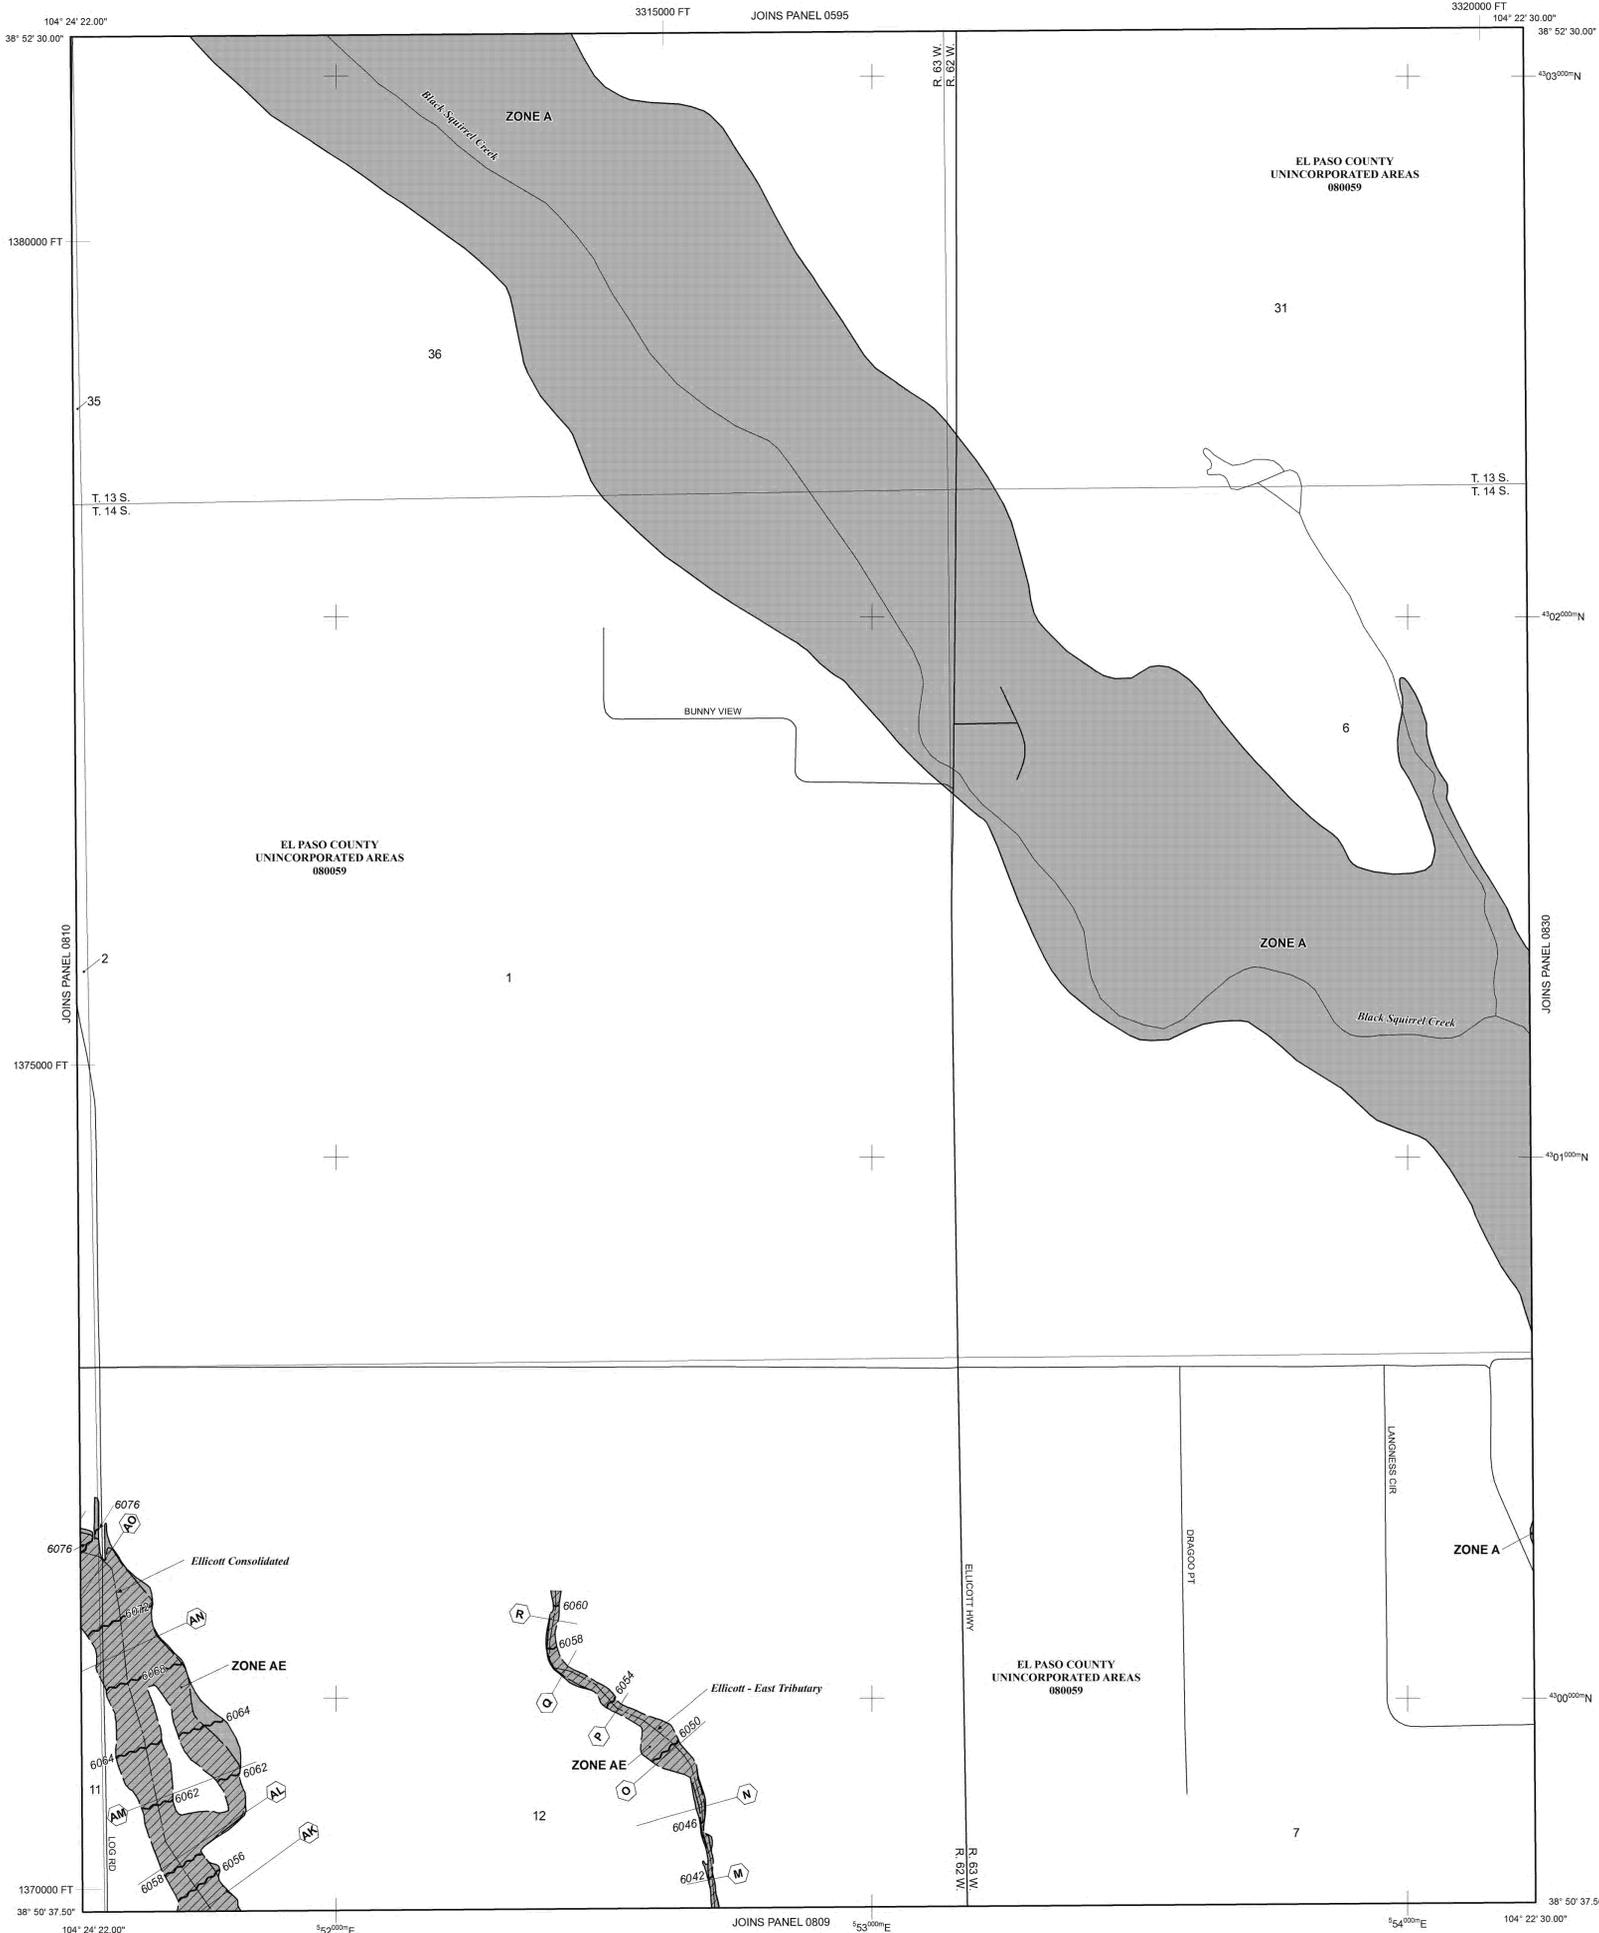 104° 24' 22.00"
3315000 FT
JOINS PANEL 0595
3320000 FT
104° 22' 30.00"
38° 52' 30.00"
38° 52' 30.00"
R. 63 W.
R. 62 W.
4303000mN
Black Squirrel Creek
ZONE A
EL PASO COUNTY
UNINCORPORATED AREAS
080059
1380000 FT
31
36
35
T. 13 S.
T. 14 S.
T. 13 S.
T. 14 S.
4302000mN
BUNNY VIEW
6
EL PASO COUNTY
UNINCORPORATED AREAS
080059
JOINS PANEL 0810
2
1
ZONE A
JOINS PANEL 0830
Black Squirrel Creek
1375000 FT
4301000mN
LANGNESS CIR
6076
AO
6076
Ellicott Consolidated
DRAGOO PT
ZONE A
ELLICOTT HWY
6072
AN
R
6060
6058
6068
ZONE AE
EL PASO COUNTY
UNINCORPORATED AREAS
080059
6054
Ellicott - East Tributary
Q
P
4300000mN
6064
6050
6064
ZONE AE
6062
O
11
6062
AL
N
AM
12
6046
7
AK
LOG RD
6056
6058
6042
M
R. 62 W.
R. 63 W.
1370000 FT
38° 50' 37.50"
38° 50' 37.50
104° 24' 22.00"
552000mE
JOINS PANEL 0809
553000mE
554000mE
104° 22' 30.00"